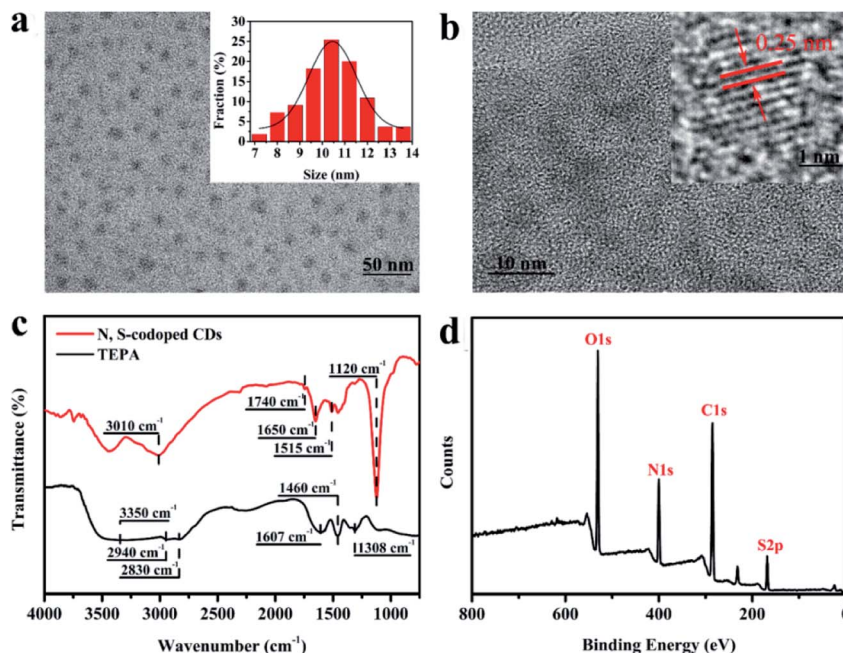 a
30
25
20
15
10
5
0
Fraction (%)
7 8 9 10 11 12 13 14
Size (nm)
50 nm
b
0.25 nm
1 nm
10 nm
c
N, S-codoped CDs
TEPA
1120 cm⁻¹
1740 cm⁻¹
3010 cm⁻¹
1650 cm⁻¹
1515 cm⁻¹
1460 cm⁻¹
3350 cm⁻¹
1607 cm⁻¹
1308 cm⁻¹
2940 cm⁻¹
2830 cm⁻¹
Transmittance (%)
4000 3500 3000 2500 2000 1500 1000
Wavenumber (cm⁻¹)
d
O1s
C1s
N1s
S2p
Counts
800 600 400 200 0
Binding Energy (eV)